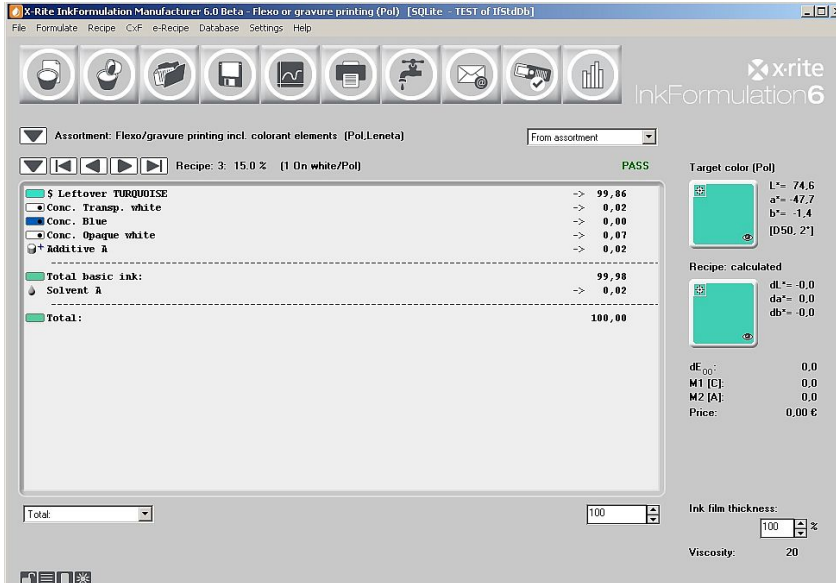 X-Rite InkFormulation Manufacturer 6.0 Beta - Flexo or gravure printing (Pol) [SQLite - TEST of IfStdDb]
File Formulate Recipe CxF e-Recipe Database Settings Help
x-rite
InkFormulation6
Assortment: Flexo/gravure printing incl. colorant elements (Pol,Leneta) From assortment
Recipe: 3: 15.0 % (1 On white/Pol) PASS
$ Leftover TURQUOISE -> 99,86
Conc. Transp. white -> 0,02
Conc. Blue -> 0,00
Conc. Opaque white -> 0,07
Additive A -> 0,02
Total basic ink: 99,98
Solvent A -> 0,02
Total: 100,00
Target color (Pol)
L*= 74,6
a*= -47,7
b*= -1,4
[D50, 2°]
Recipe: calculated
dL*= -0,0
da*= 0,0
db*= -0,0
dE00: 0,0
M1 [C]: 0,0
M2 [A]: 0,0
Price: 0,00 €
Total: 100
Ink film thickness:
100 %
Viscosity: 20